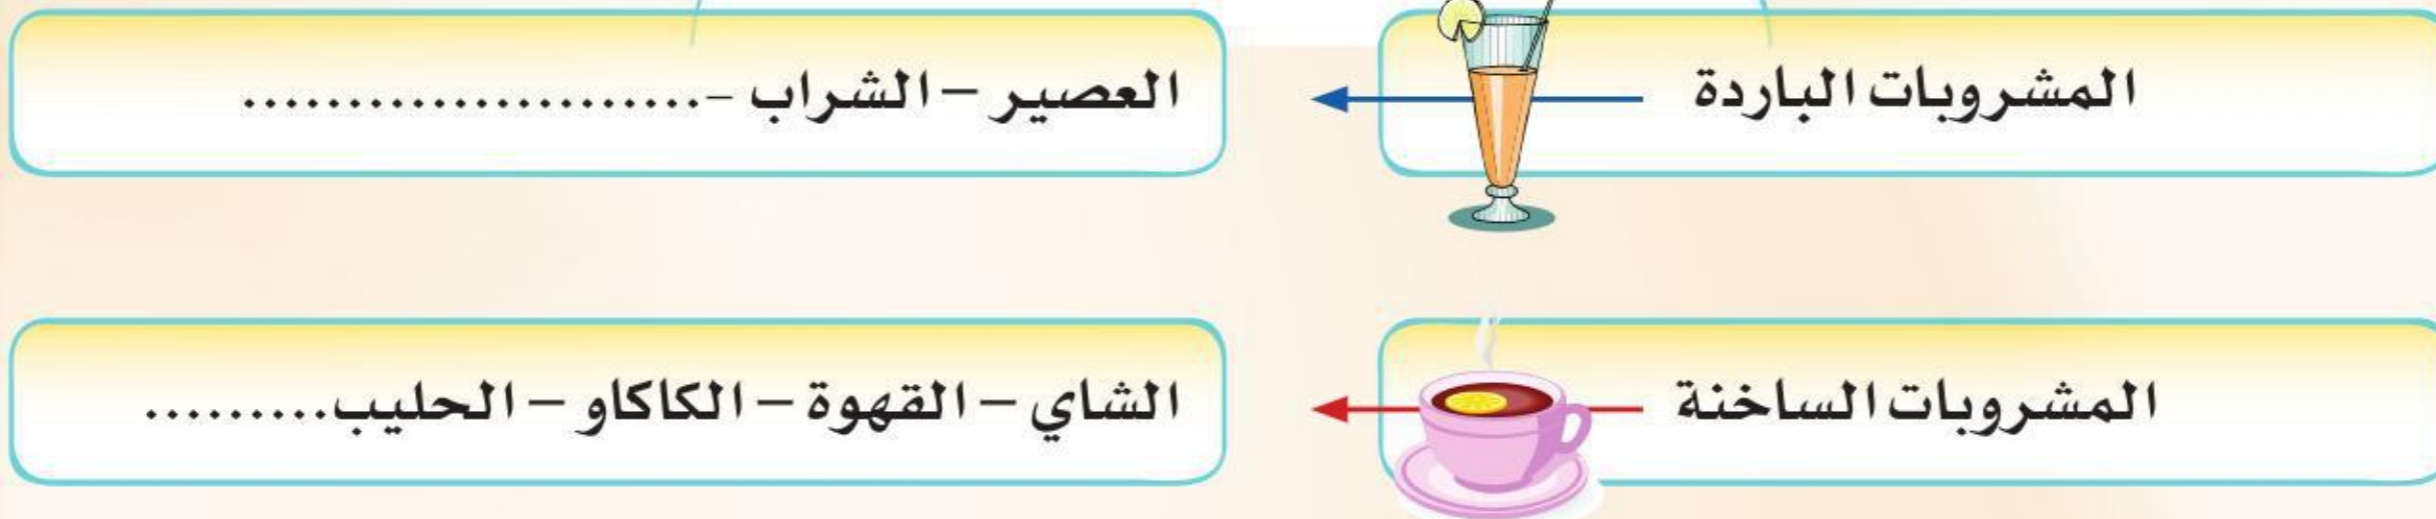 المشروبات الباردة
العصير – الشراب -......................
المشروبات الساخنة
الشاي – القهوة – الكاكاو – الحليب.........